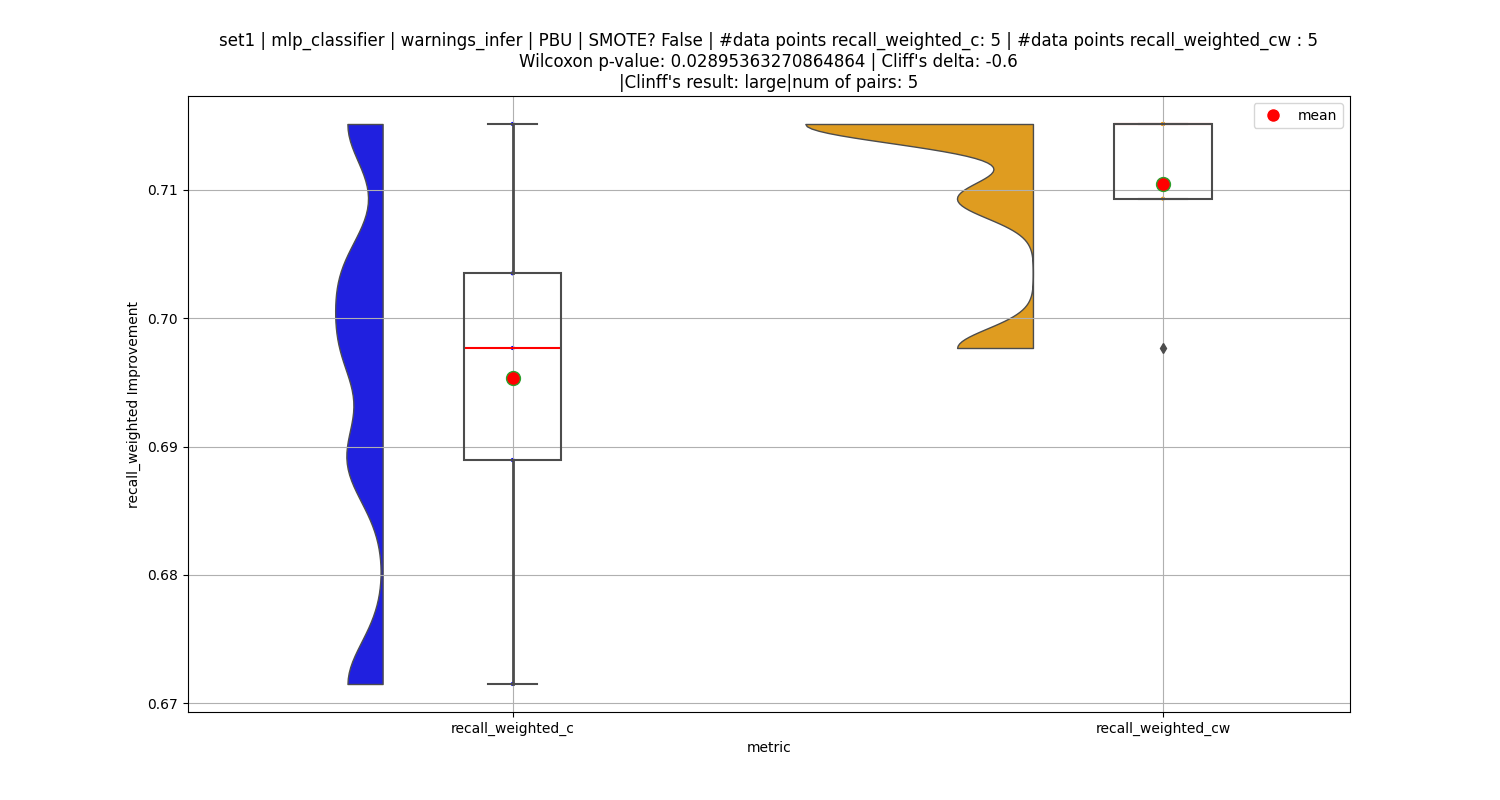 set1 | mlp_classifier | warnings_infer | PBU | SMOTE? False | #data points recall_weighted_c: 5 | #data points recall_weighted_cw : 5
Wilcoxon p-value: 0.02895363270864864 | Cliff's delta: -0.6
|Clinff's result: large|num of pairs: 5
mean
0.71
0.70
0.69
0.68
0.67
recall_weighted Improvement
recall_weighted_c
recall_weighted_cw
metric